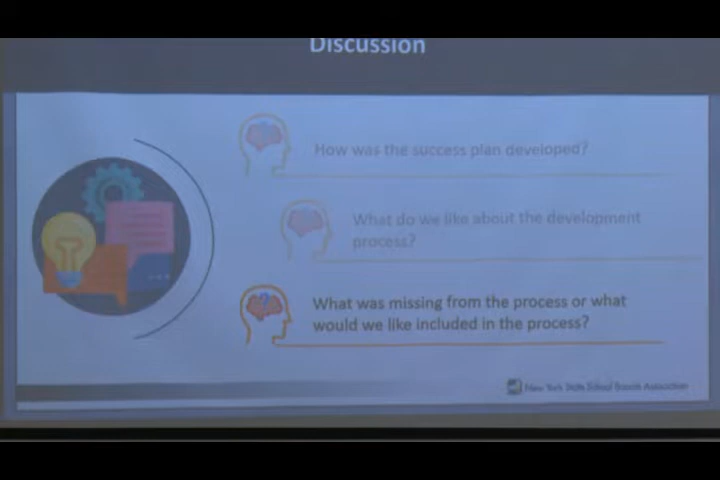 Discussion
How was the success plan developed?
What do we like about the development
process?
What was missing from the process or what
would we like included in the process?
New York State School Boards Association